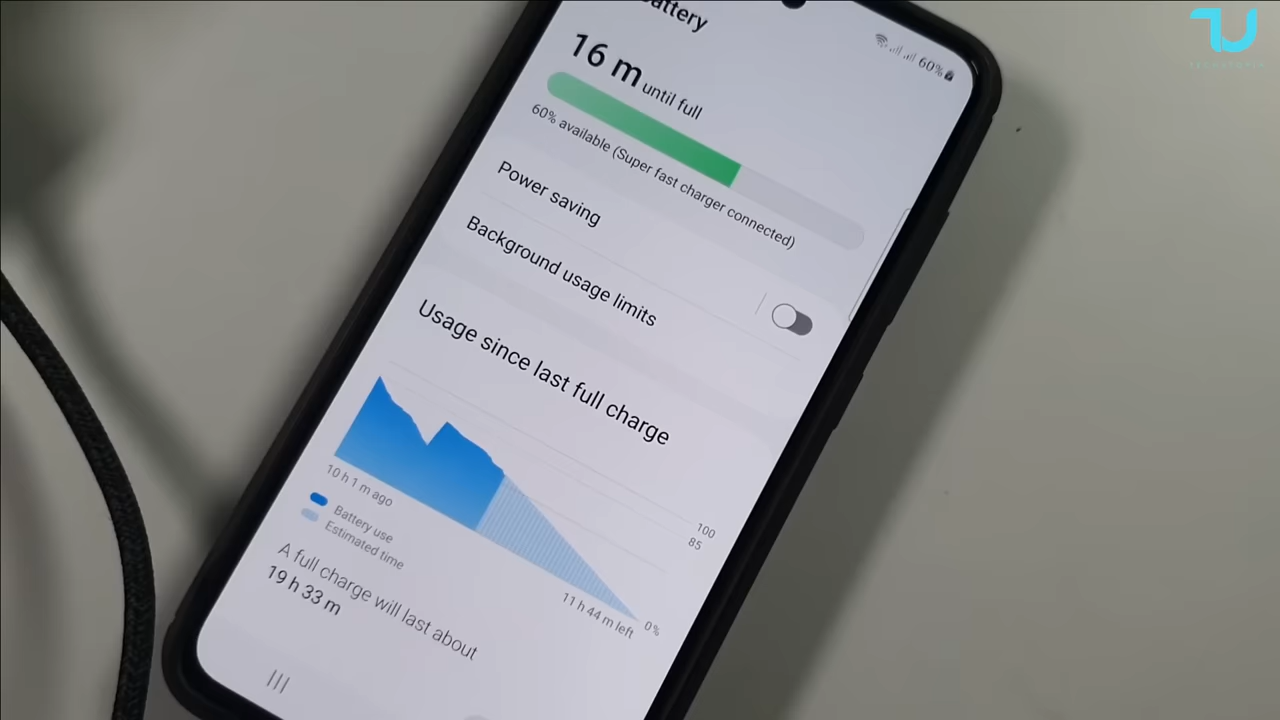 60%
Battery
16 m until full
60% available (Super fast charger connected)
Power saving
Background usage limits
Usage since last full charge
100
85
0%
10 h 1 m ago
11 h 44 m left
Battery use
Estimated time
A full charge will last about
19 h 33 m